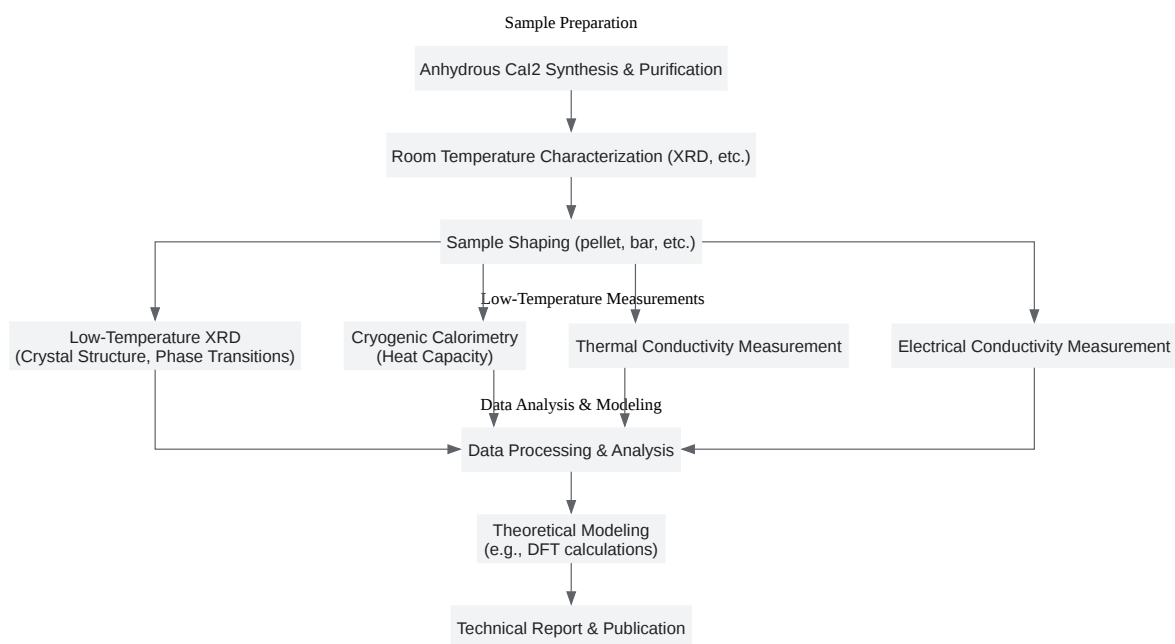 Sample Preparation
Anhydrous CaI2 Synthesis & Purification
Room Temperature Characterization (XRD, etc.)
Sample Shaping (pellet, bar, etc.)
Low-Temperature Measurements
Low-Temperature XRD
(Crystal Structure, Phase Transitions)
Cryogenic Calorimetry
(Heat Capacity)
Thermal Conductivity Measurement
Electrical Conductivity Measurement
Data Analysis & Modeling
Data Processing & Analysis
Theoretical Modeling
(e.g., DFT calculations)
Technical Report & Publication